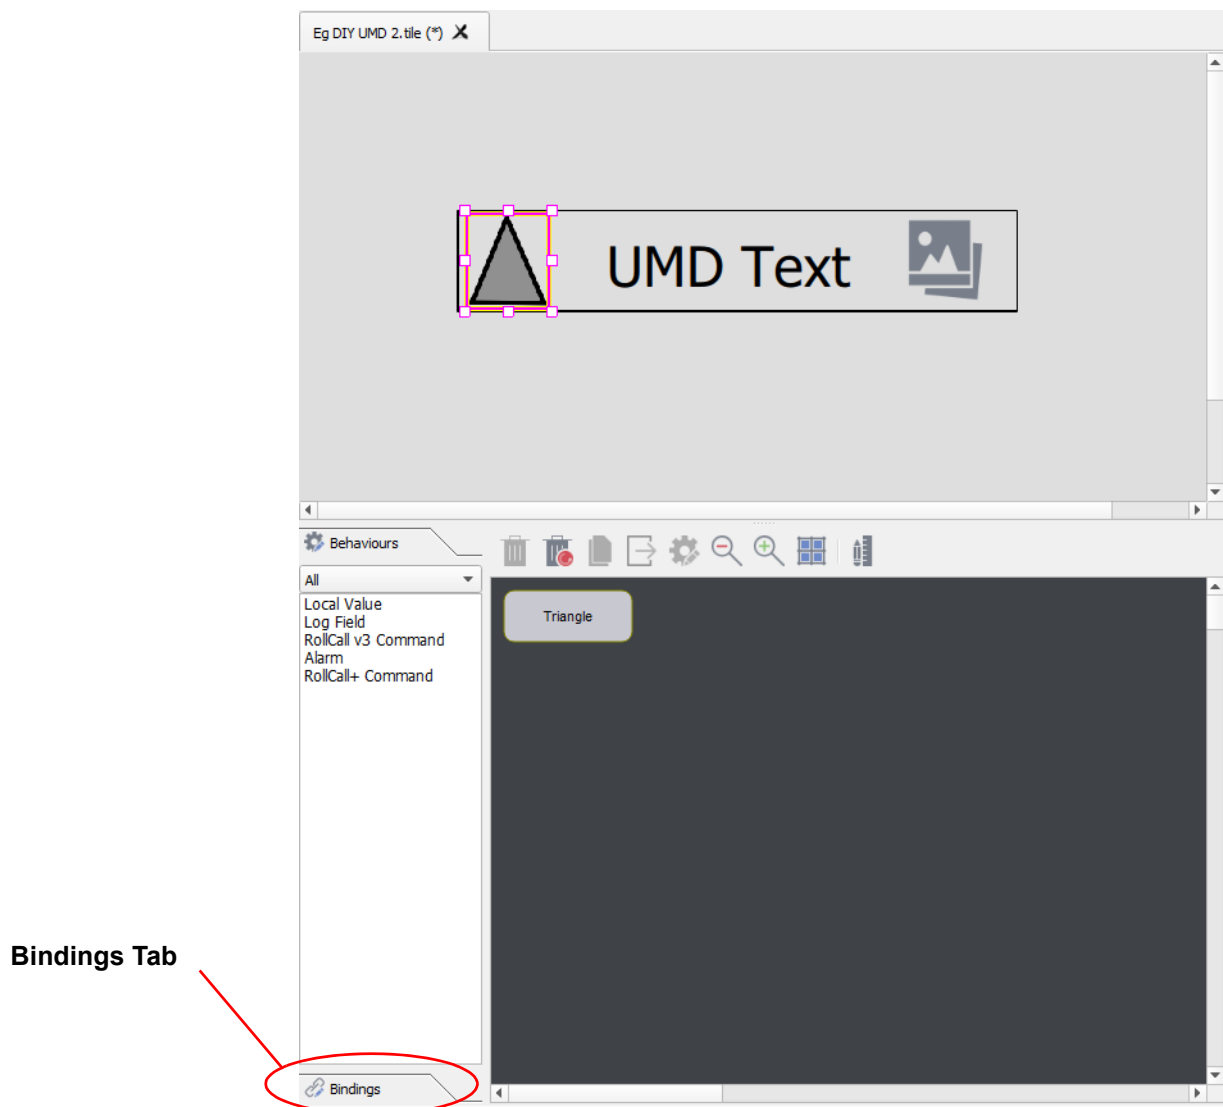 Eg DIY UMD 2.tile (*)
UMD Text
Behaviours
All
Local Value
Log Field
RollCall v3 Command
Alarm
RollCall+ Command
Triangle
Bindings Tab
Bindings